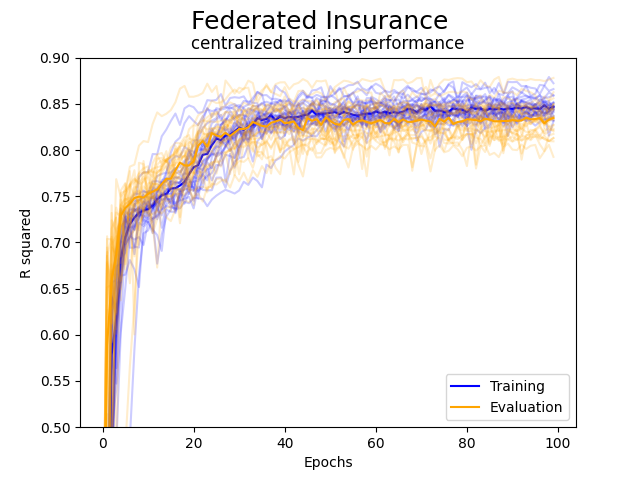 Federated Insurance
centralized training performance
0.90
0.85
0.80
0.75
0.70
0.65
0.60
0.55
0.50
R squared
0
20
40
60
80
100
Epochs
Training
Evaluation